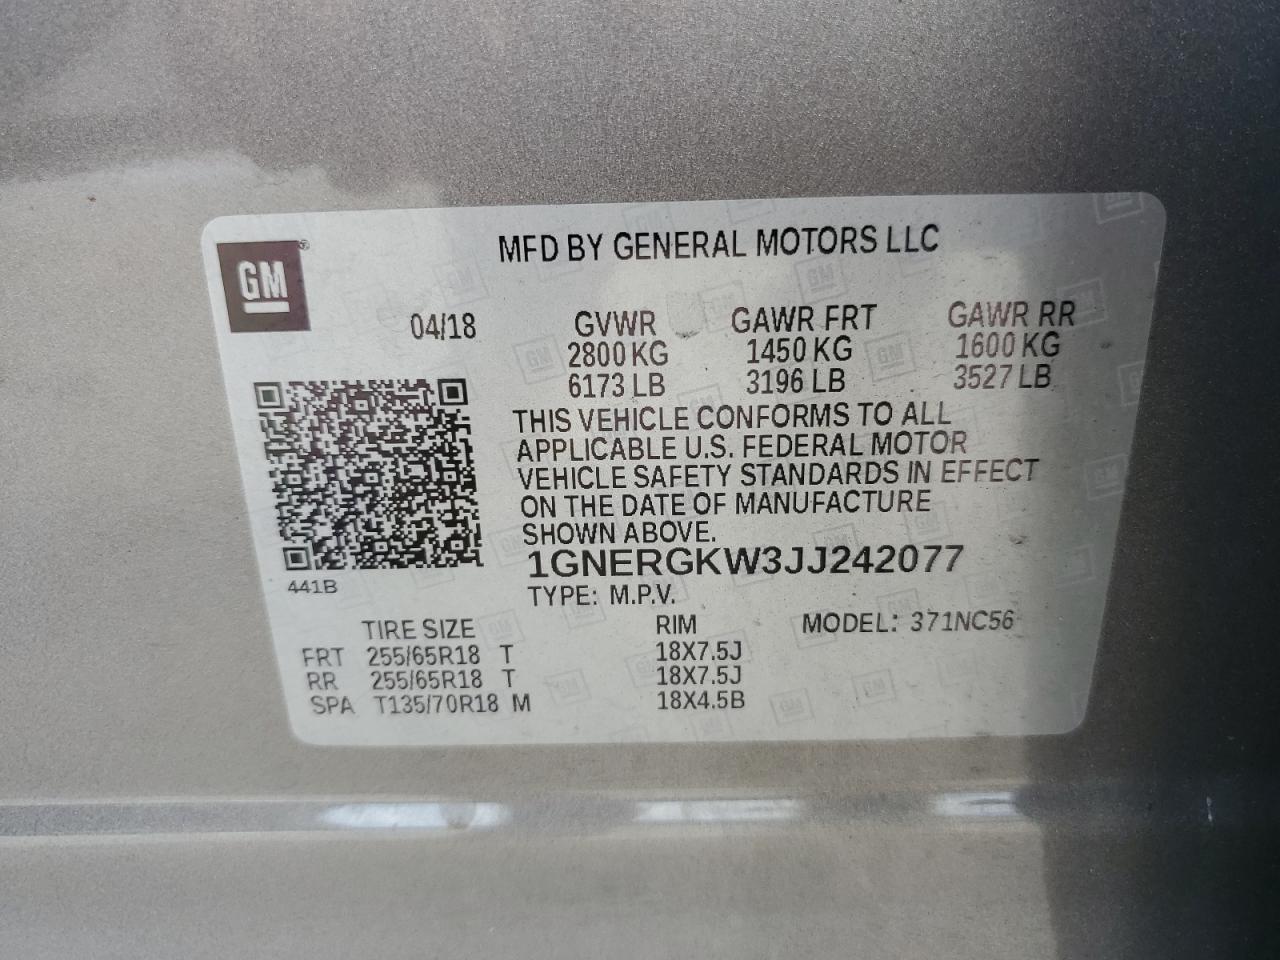 MFD BY GENERAL MOTORS LLC
GM ®
04/18 GVWR GAWR FRT GAWR RR
2800 KG 1450 KG 1600 KG
6173 LB 3196 LB 3527 LB
THIS VEHICLE CONFORMS TO ALL
APPLICABLE U.S. FEDERAL MOTOR
VEHICLE SAFETY STANDARDS IN EFFECT
ON THE DATE OF MANUFACTURE
SHOWN ABOVE.
1GNERGKW3JJ242077
441B
TYPE: M.P.V.
TIRE SIZE RIM MODEL: 371NC56
FRT 255/65R18 T 18X7.5J
RR 255/65R18 T 18X7.5J
SPA T135/70R18 M 18X4.5B